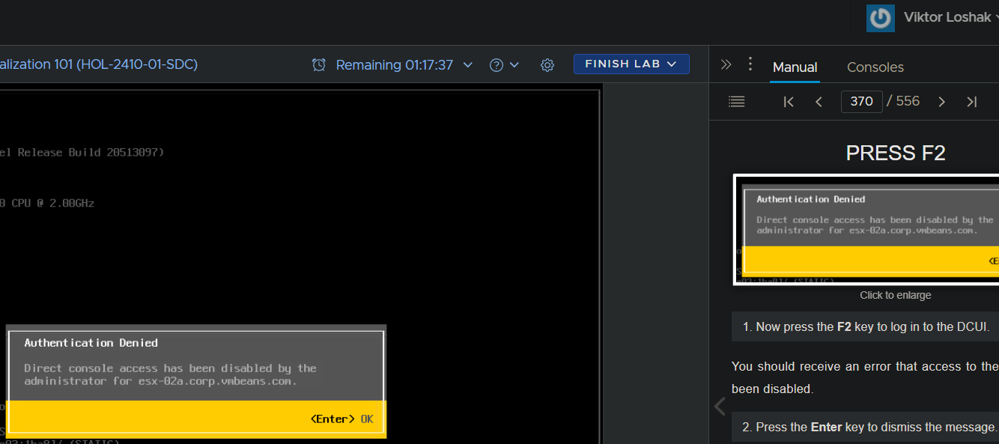 Viktor Loshak
alization 101 (HOL-2410-01-SDC)
Remaining 01:17:37
?
FINISH LAB
Manual
Consoles
370 / 556
el Release Build 20513097)
0 CPU @ 2.00GHz
Authentication Denied
Direct console access has been disabled by the
administrator for esx-02a.corp.vmbeans.com.
<Enter> OK
PRESS F2
Authentication Denied
Direct console access has been disabled by the
administrator for esx-02a.corp.vmbeans.com.
<E
(STATIC)
Click to enlarge
1. Now press the F2 key to log in to the DCUI.
You should receive an error that access to the
been disabled.
2. Press the Enter key to dismiss the message.